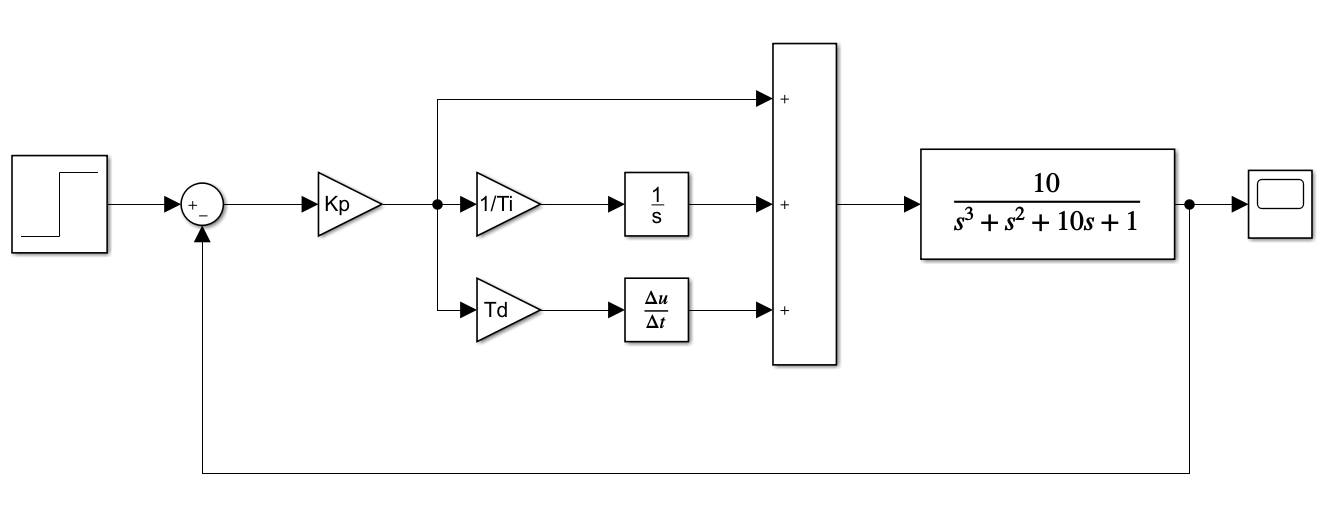 +
−
Kp
1/Ti
1
s
Td
Δu
Δt
+
+
+
10
s³ + s² + 10s + 1